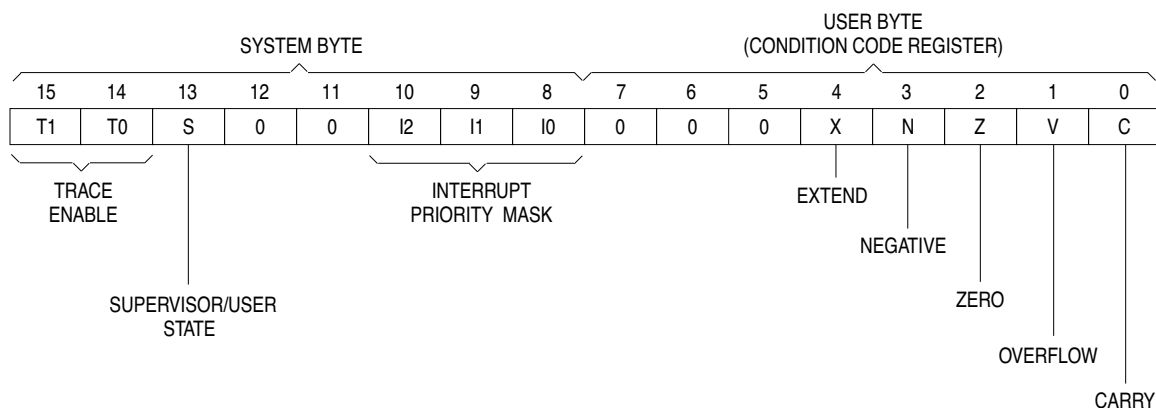 USER BYTE
SYSTEM BYTE (CONDITION CODE REGISTER)
15 14 13 12 11 10 9 8 7 6 5 4 3 2 1 0
T1 T0 S 0 0 I2 I1 I0 0 0 0 X N Z V C
TRACE
ENABLE
INTERRUPT
PRIORITY MASK
EXTEND
NEGATIVE
SUPERVISOR/USER
STATE
ZERO
OVERFLOW
CARRY